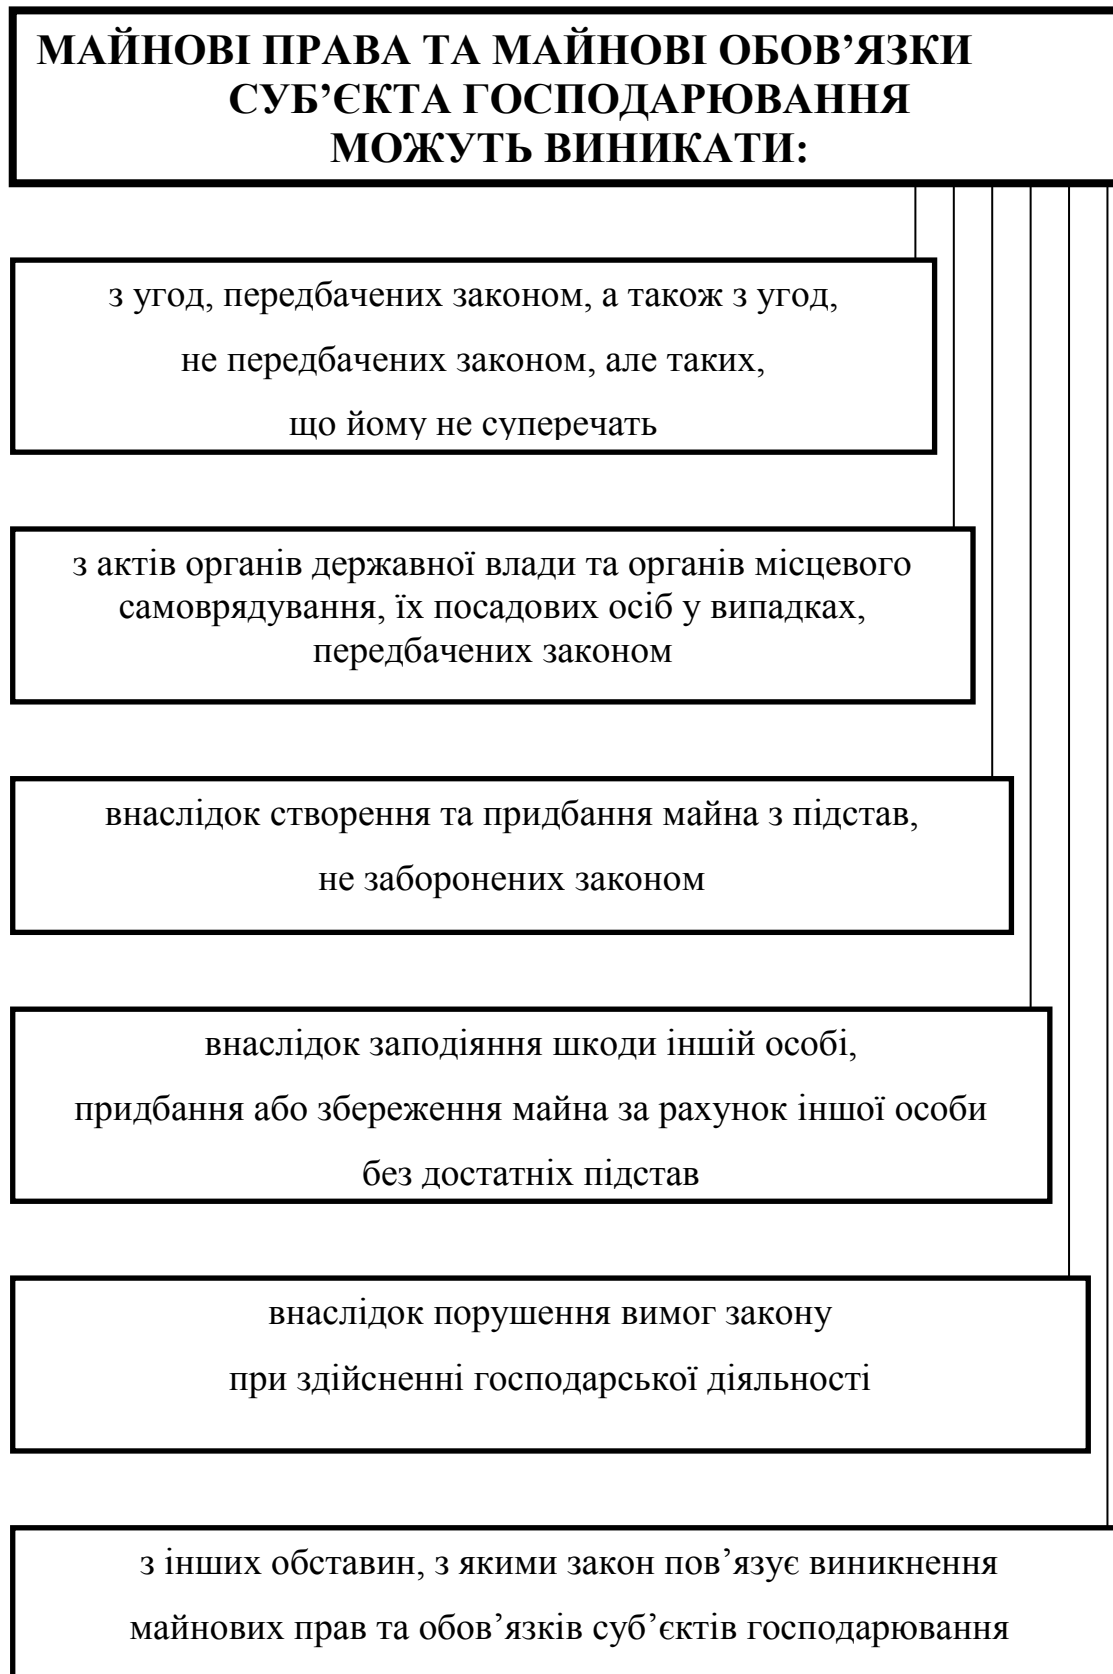 МАЙНОВІ ПРАВА ТА МАЙНОВІ ОБОВ’ЯЗКИ
СУБ’ЄКТА ГОСПОДАРЮВАННЯ
МОЖУТЬ ВИНИКАТИ:
з угод, передбачених законом, а також з угод,
не передбачених законом, але таких,
що йому не суперечать
з актів органів державної влади та органів місцевого
самоврядування, їх посадових осіб у випадках,
передбачених законом
внаслідок створення та придбання майна з підстав,
не заборонених законом
внаслідок заподіяння шкоди іншій особі,
придбання або збереження майна за рахунок іншої особи
без достатніх підстав
внаслідок порушення вимог закону
при здійсненні господарської діяльності
з інших обставин, з якими закон пов’язує виникнення
майнових прав та обов’язків суб’єктів господарювання